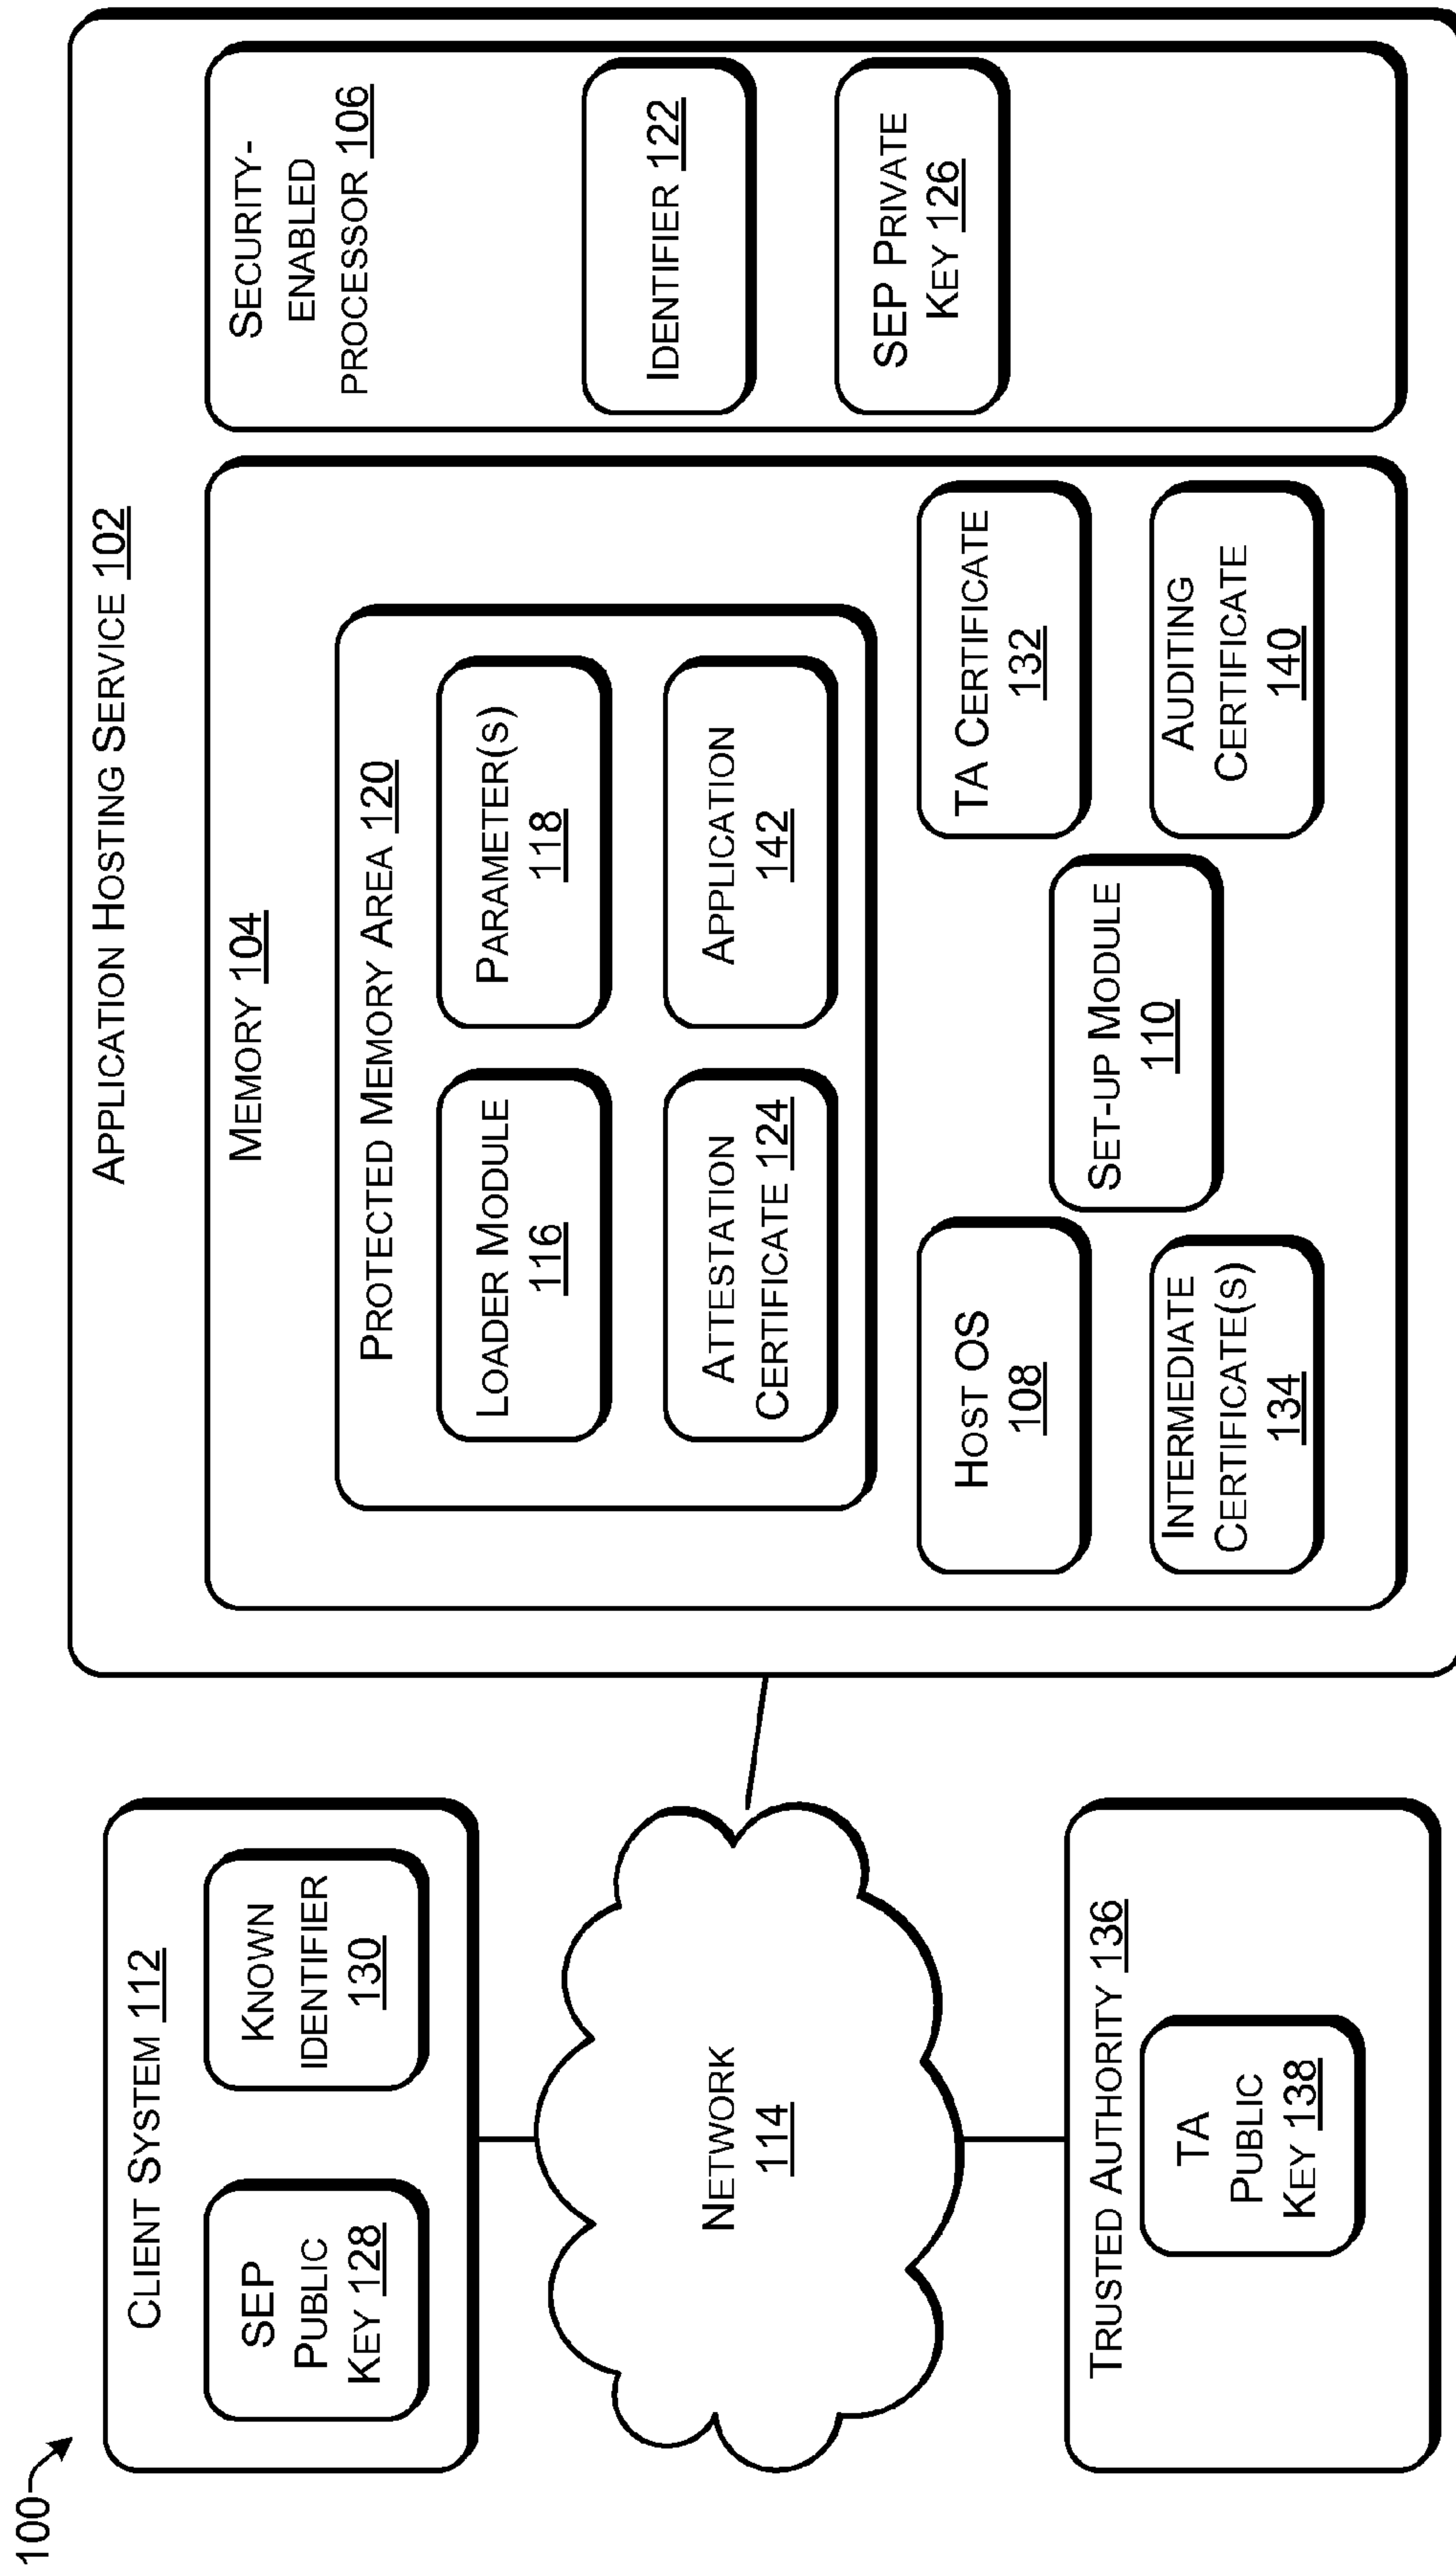 100
CLIENT SYSTEM 112
SEP
PUBLIC
KEY 128
KNOWN
IDENTIFIER
130
NETWORK
114
TRUSTED AUTHORITY 136
TA
PUBLIC
KEY 138
APPLICATION HOSTING SERVICE 102
MEMORY 104
PROTECTED MEMORY AREA 120
LOADER MODULE
116
PARAMETER(S)
118
ATTESTATION
CERTIFICATE 124
APPLICATION
142
HOST OS
108
SET-UP MODULE
110
TA CERTIFICATE
132
INTERMEDIATE
CERTIFICATE(S)
134
AUDITING
CERTIFICATE
140
SECURITY-
ENABLED
PROCESSOR 106
IDENTIFIER 122
SEP PRIVATE
KEY 126